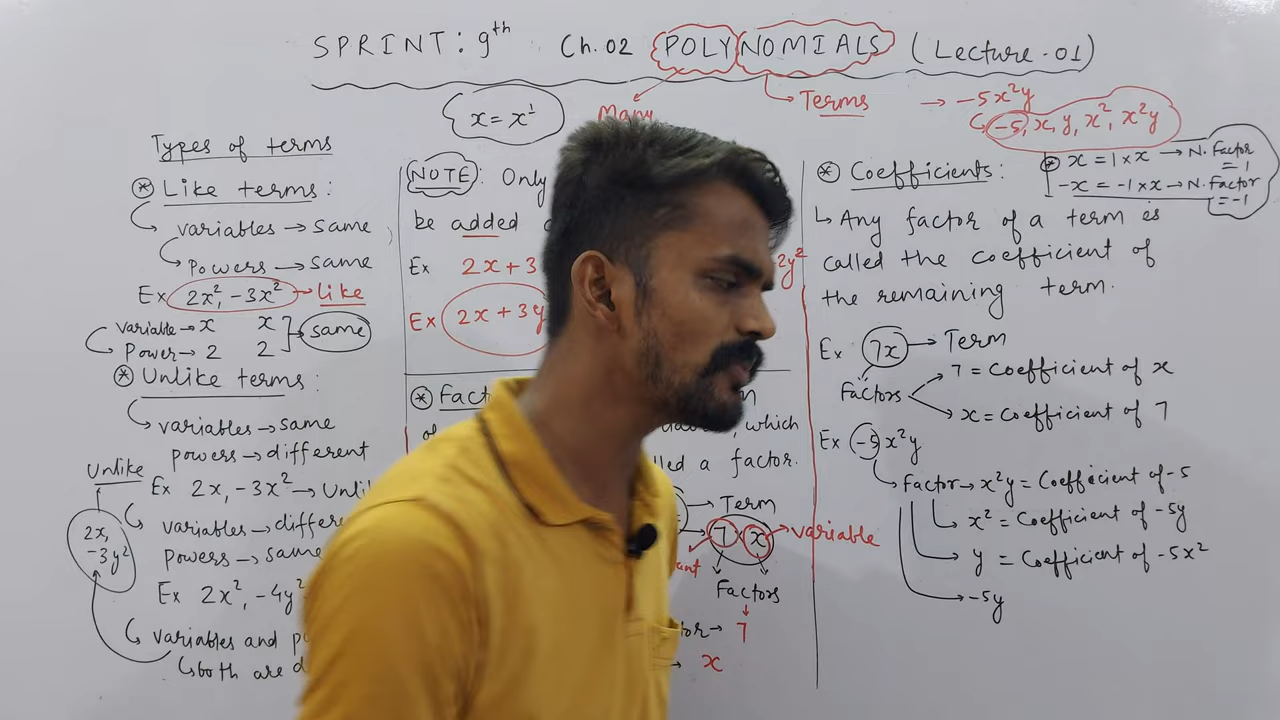 SPRINT: 9th Ch. 02 POLYNOMIALS (Lecture-01)
x = x¹
Many
Terms
→ -5x²y
-5, x, y, x², x²y
Types of terms
* Like terms:
variables → same
Powers → same
Ex 2x², -3x² → Like
variable → x x
Power → 2 2
same
* Unlike terms:
variables → same
powers → different
Unlike
Ex 2x, -3x² →
variables →
powers →
2x, -3y²
Ex 2x², -4y²
variables and
both are
NOTE: Only
be added
Ex 2x+3
2y²
Ex 2x + 3y
*
which
a factor.
→ Term
7 x → variable
Factors
→ 7
→ x
* x = 1 × x → N. Factor = 1
-x = -1 × x → N. Factor = -1
* Coefficients:
↳ Any factor of a term is
called the coefficient of
the remaining term.
Ex 7x → Term
Factors
7 = Coefficient of x
x = Coefficient of 7
Ex -5x²y
Factor → x²y = Coefficient of -5
x² = Coefficient of -5y
y = Coefficient of -5x²
-5y